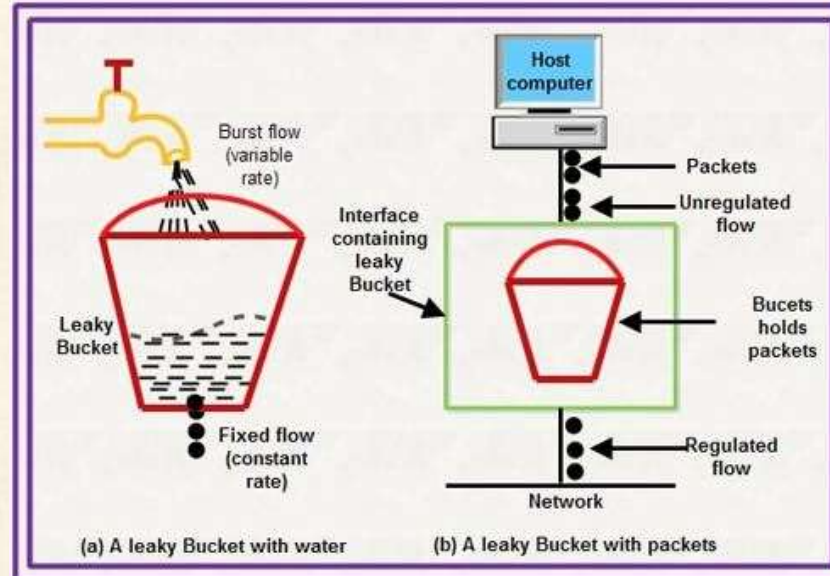 Burst flow
(variable
rate)
Leaky
Bucket
Fixed flow
(constant
rate)
(a) A leaky Bucket with water
Host
computer
Packets
Unregulated
flow
Interface
containing
leaky
Bucket
Bucets
holds
packets
Regulated
flow
Network
(b) A leaky Bucket with packets